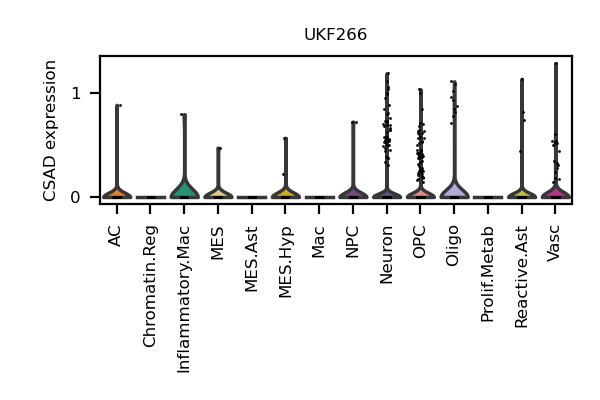 UKF266
CSAD expression
1
0
AC
Chromatin.Reg
Inflammatory.Mac
MES
MES.Ast
MES.Hyp
Mac
NPC
Neuron
OPC
Oligo
Prolif.Metab
Reactive.Ast
Vasc